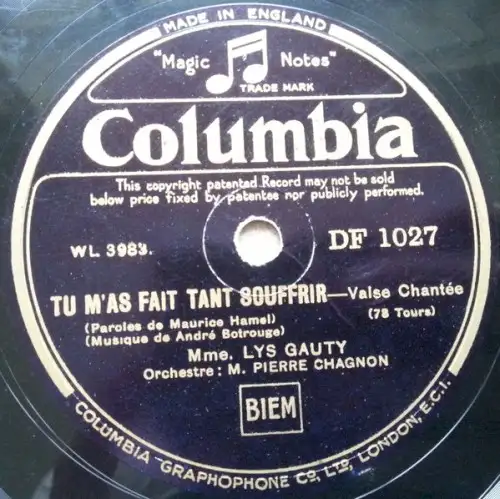 MADE IN ENGLAND
"Magic Notes"
TRADE MARK
Columbia
This copyright patented Record may not be sold
below price fixed by patentee nor publicly performed.
WL 3983.
DF 1027
TU M'AS FAIT TANT SOUFFRIR—Valse Chantée
(Paroles de Maurice Hamel)
(78 Tours)
(Musique de André Botrouge)
Mme. LYS GAUTY
Orchestre: M. PIERRE CHAGNON
BIEM
COLUMBIA GRAPHOPHONE CO, LTD, LONDON, E.C.1.